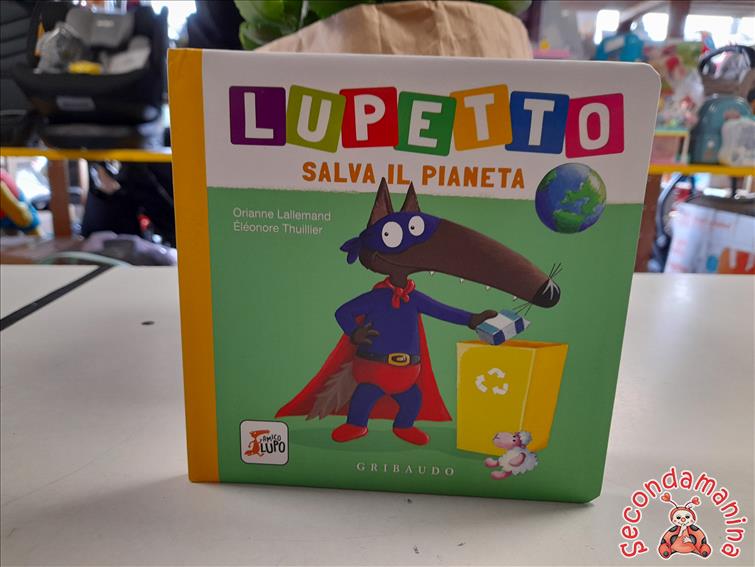 LUPETTO
SALVA IL PIANETA
Orianne Lallemand
Éléonore Thuillier
AMICO
LUPO
GRIBAUDO
Secondamanina